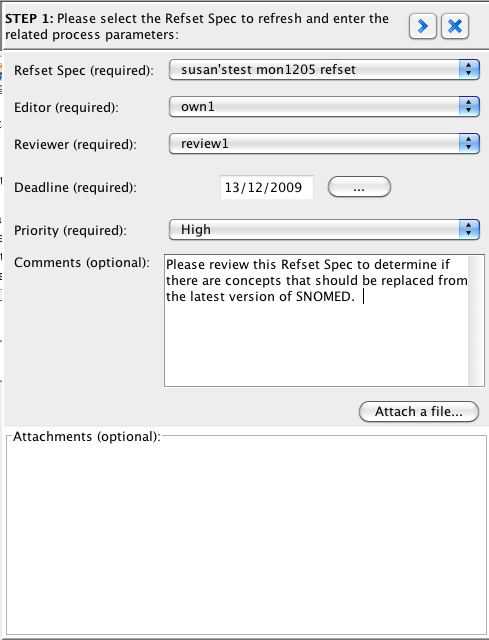 STEP 1: Please select the Refset Spec to refresh and enter the
related process parameters:
Refset Spec (required): susan'stest mon1205 refset
Editor (required): own1
Reviewer (required): review1
Deadline (required): 13/12/2009 ...
Priority (required): High
Comments (optional): Please review this Refset Spec to determine if
there are concepts that should be replaced from
the latest version of SNOMED.
Attach a file...
Attachments (optional):